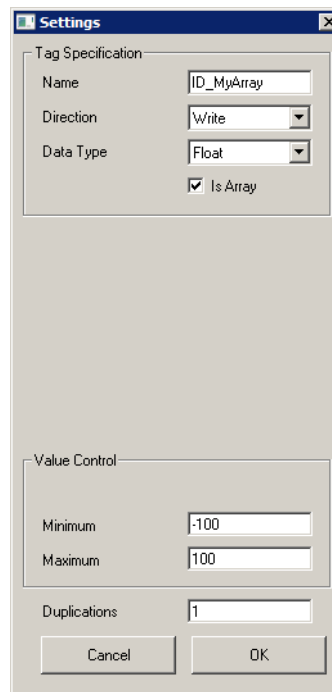 Settings
Tag Specification
Name ID_MyArray
Direction Write
Data Type Float
Is Array
Value Control
Minimum -100
Maximum 100
Duplications 1
Cancel OK